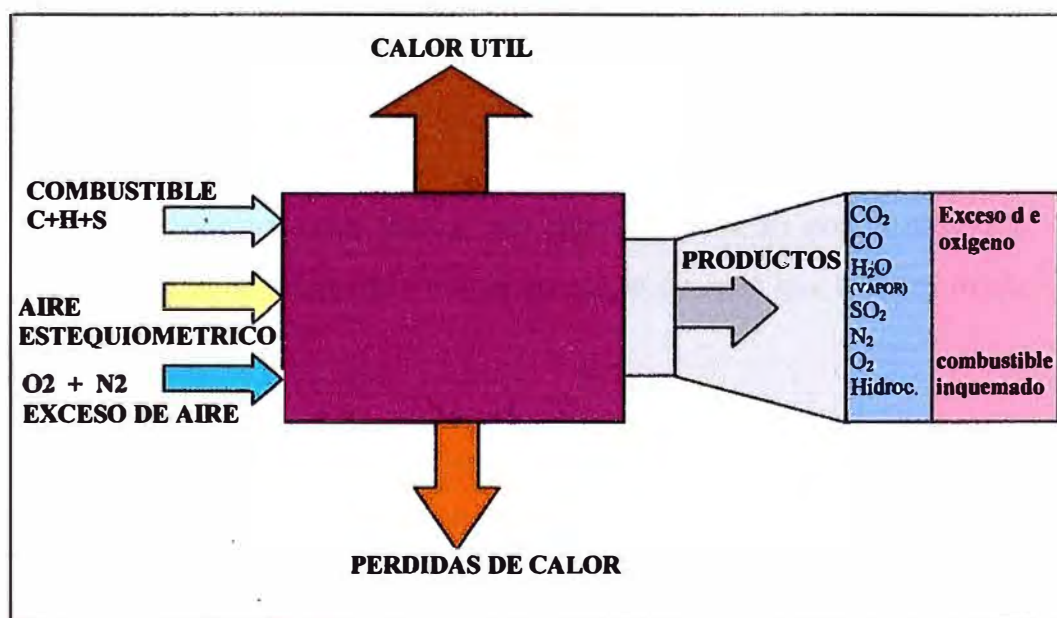 CALOR UTIL
COMBUSTIBLE
C+H+S
AIRE
ESTEQUIOMETRICO
O2 + N2
EXCESO DE AIRE
PRODUCTOS
CO₂
CO
H₂O
(VAPOR)
SO₂
N₂
O₂
Hidroc.
Exceso d e
oxigeno
combustible
inquemado
PERDIDAS DE CALOR